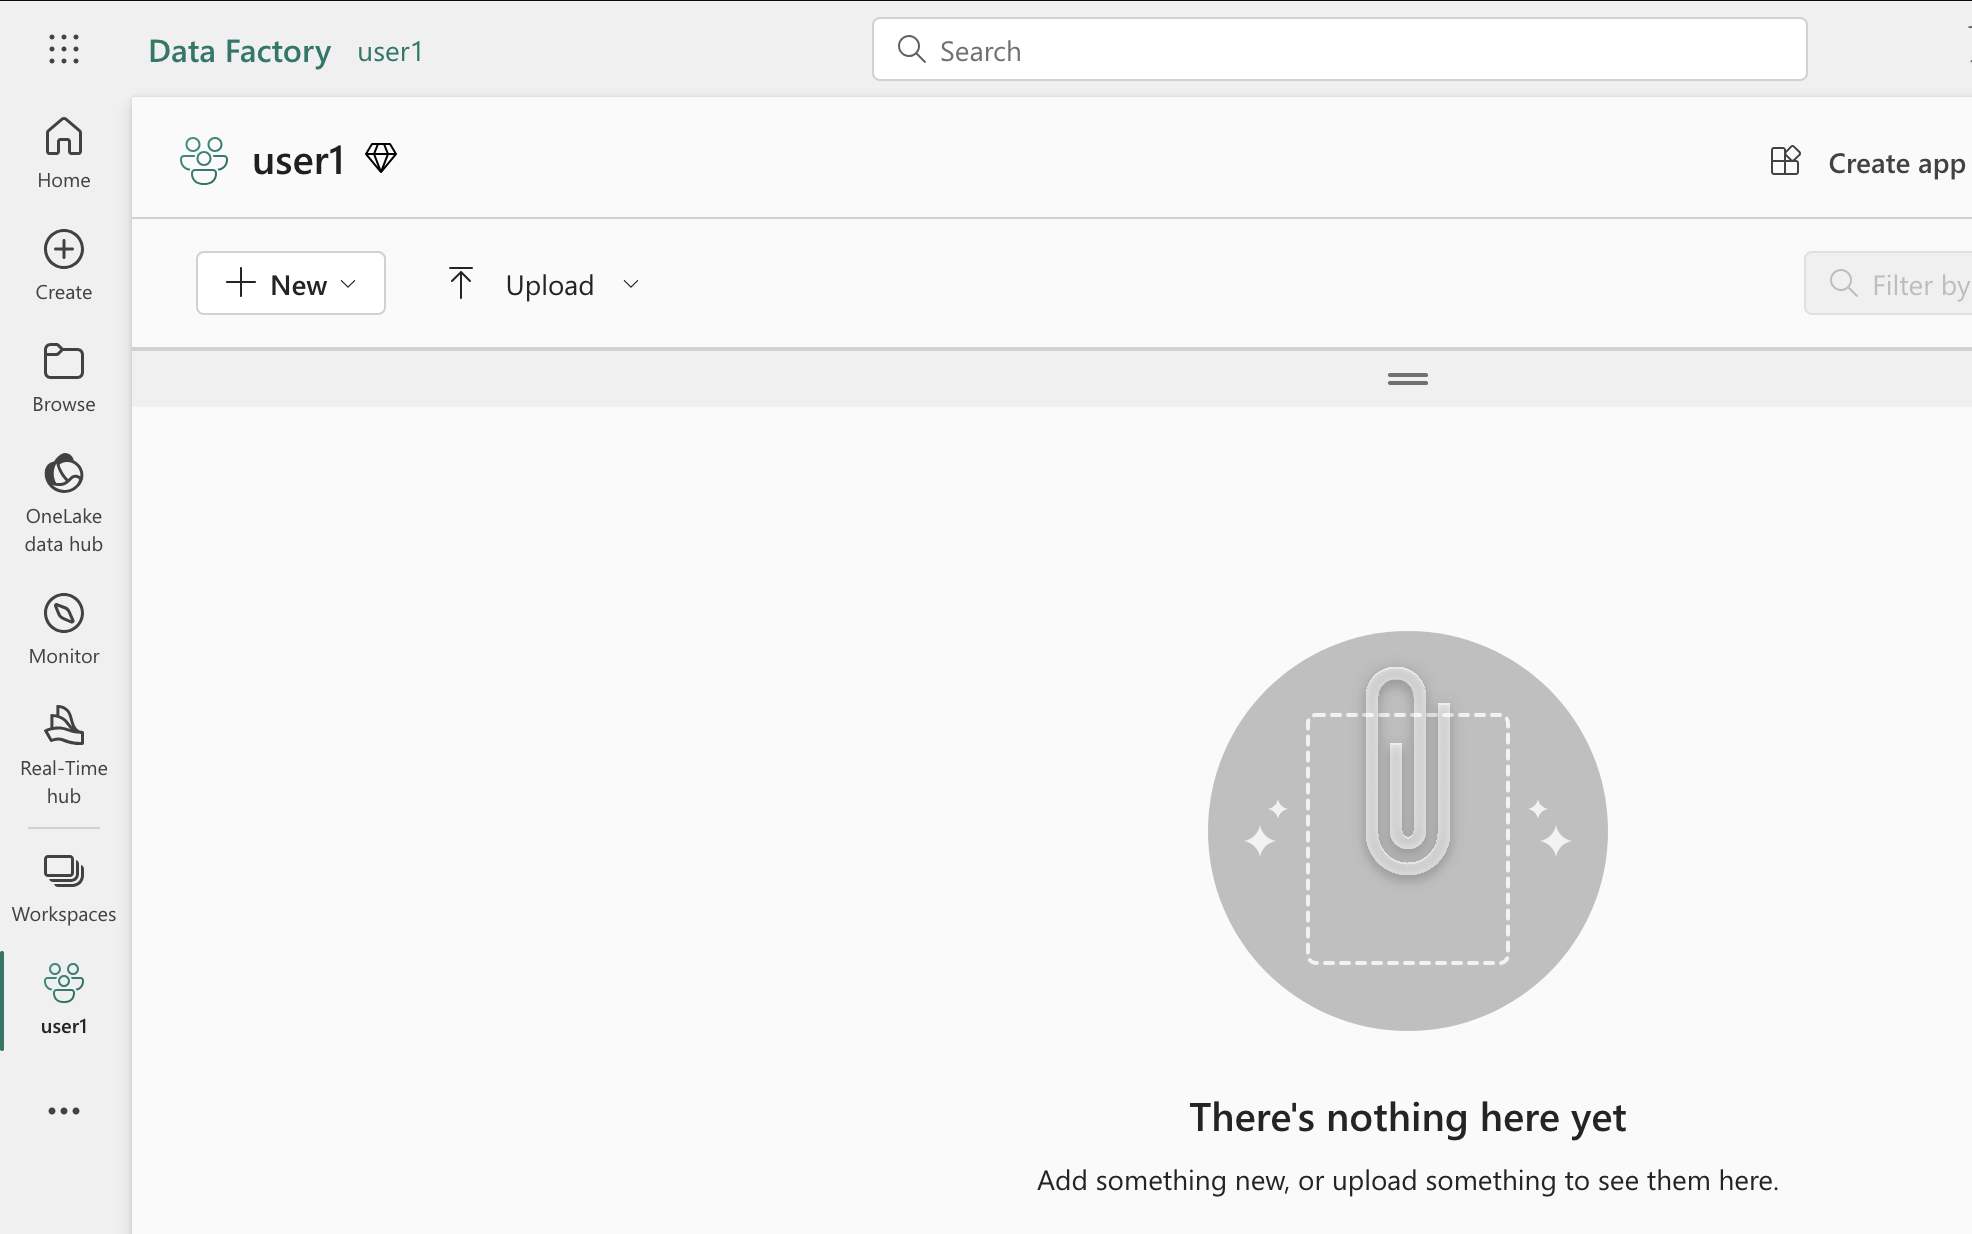 Data Factory user1
Search
Home
Create
Browse
OneLake
data hub
Monitor
Real-Time
hub
Workspaces
user1
user1
Create app
New
Upload
Filter by
There's nothing here yet
Add something new, or upload something to see them here.